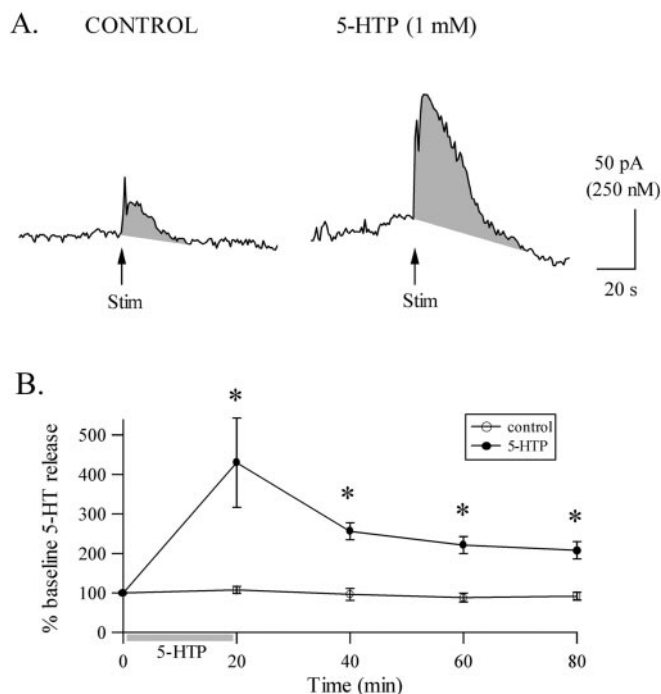 A. CONTROL 5-HTP (1 mM)
50 pA
(250 nM)
20 s
Stim Stim
B.
* * * *
control
5-HTP
% baseline 5-HT release
500
400
300
200
100
0
5-HTP
0 20 40 60 80
Time (min)